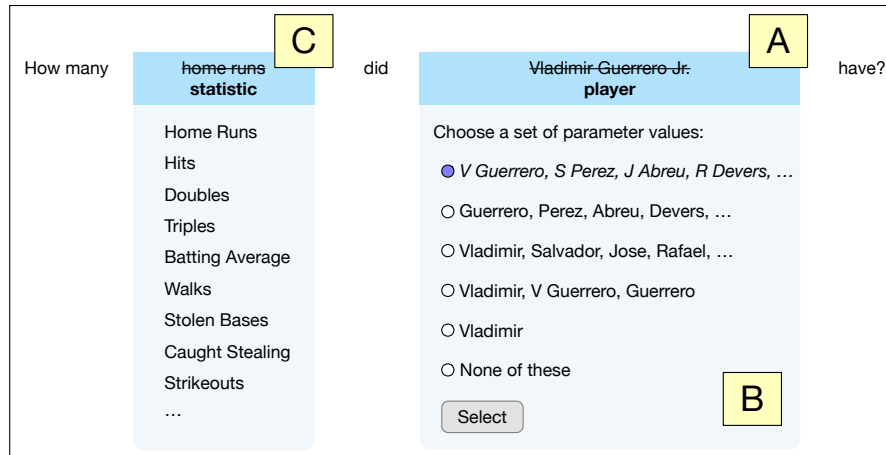 C
A
How many home runs did Vladimir Guerrero Jr. have?
statistic
player
Home Runs
Hits
Doubles
Triples
Batting Average
Walks
Stolen Bases
Caught Stealing
Strikeouts
…
Choose a set of parameter values:
V Guerrero, S Perez, J Abreu, R Devers, …
Guerrero, Perez, Abreu, Devers, …
Vladimir, Salvador, Jose, Rafael, …
Vladimir, V Guerrero, Guerrero
Vladimir
None of these
Select
B